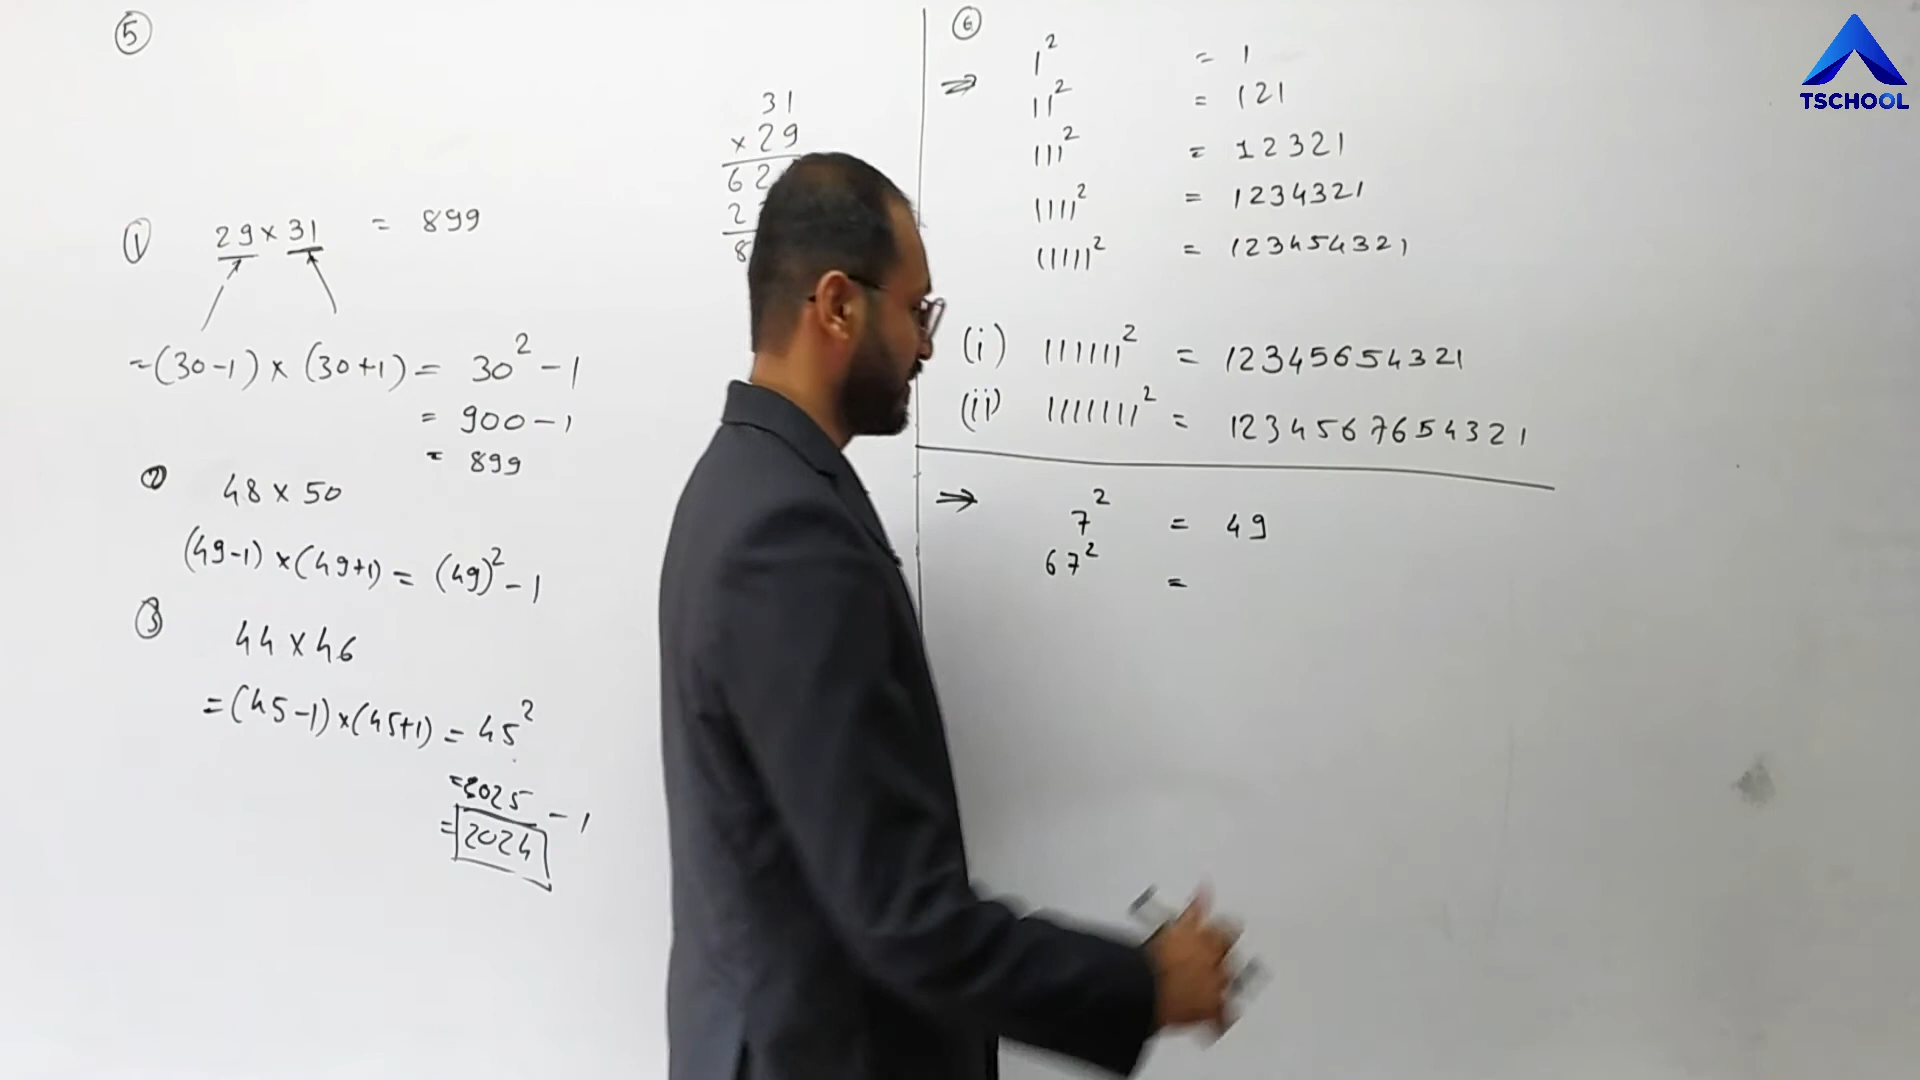 ⑤
31
× 29
62
2
8
① 29 × 31 = 899
= (30-1) × (30+1) = 30² - 1
= 900 - 1
= 899
② 48 × 50
(49-1) × (49+1) = (49)² - 1
③ 44 × 46
= (45-1) × (45+1) = 45²
= 2025 - 1
= 2024
⑥
1² = 1
⇒ 11² = 121
111² = 12321
1111² = 1234321
11111² = 123454321
(i) 111111² = 12345654321
(ii) 1111111² = 1234567654321
⇒ 7² = 49
67² =
TSCHOOL